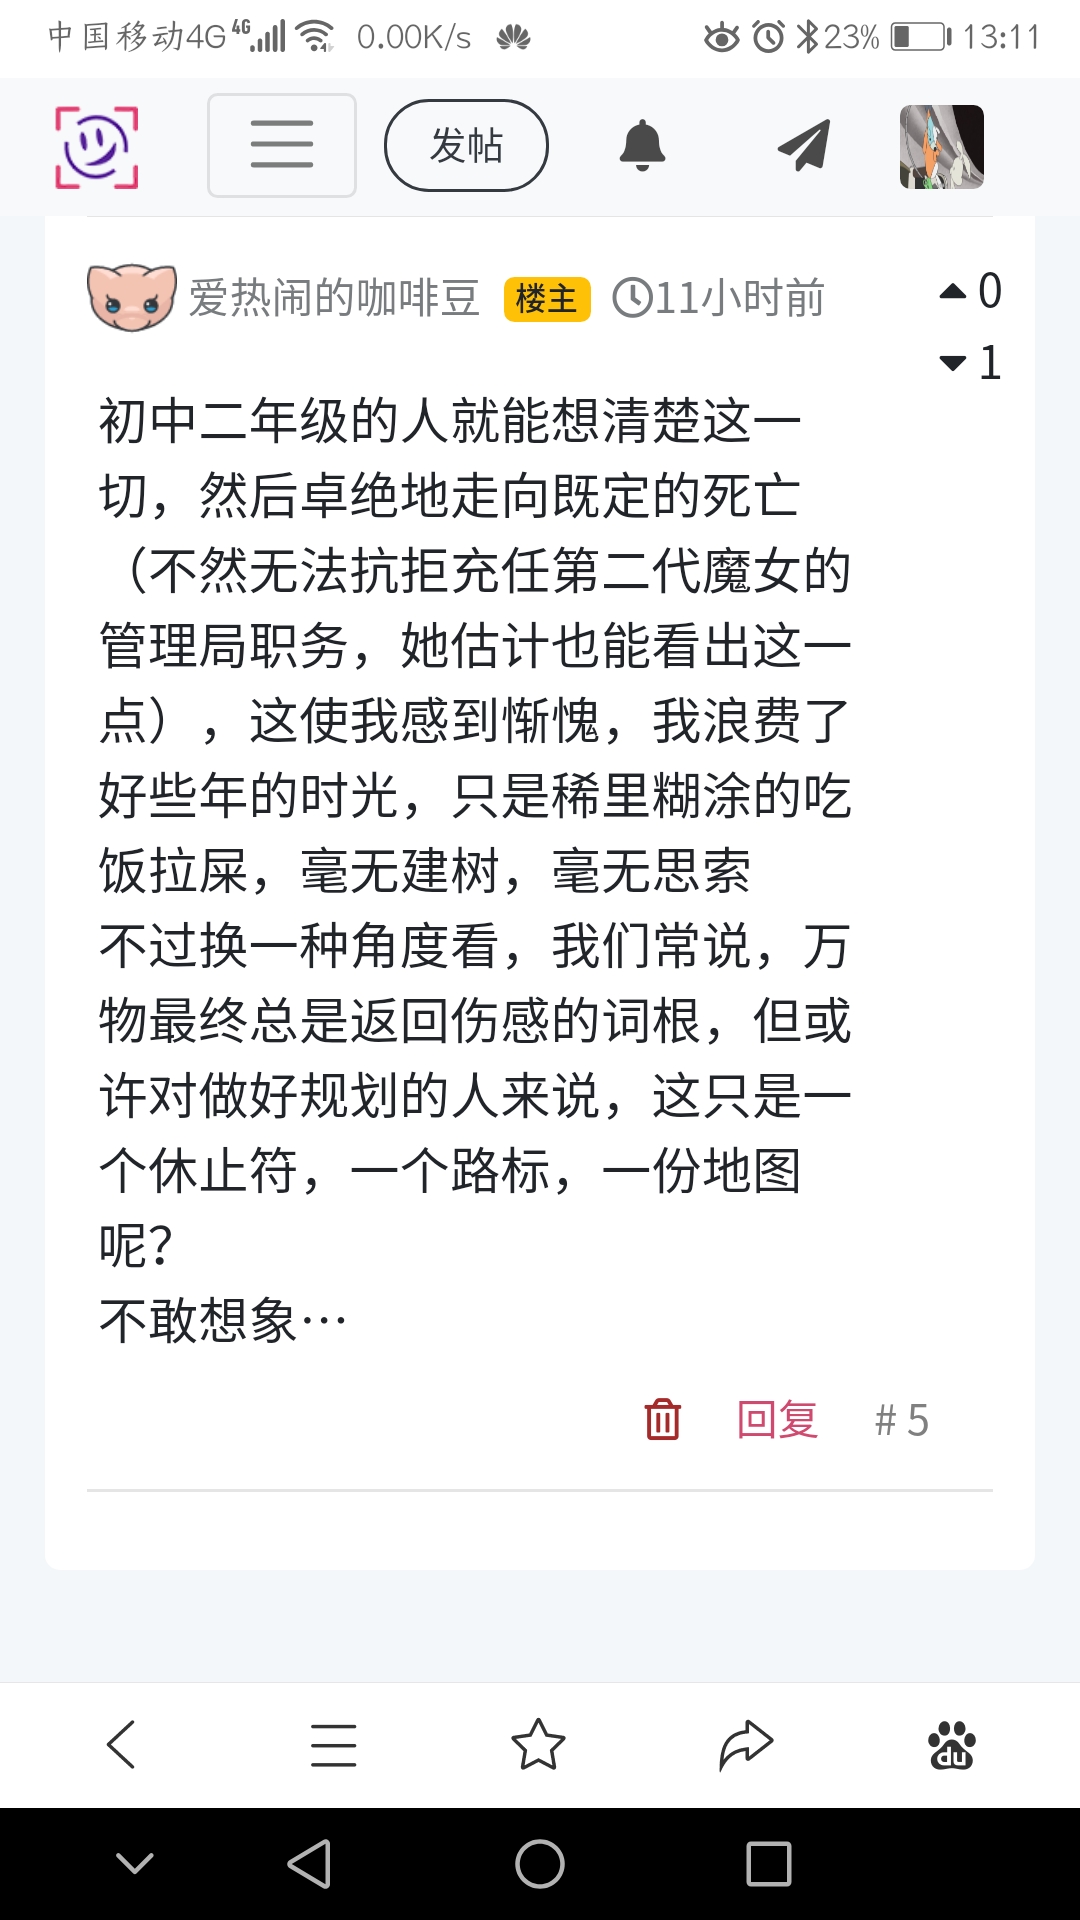 中国移动4G 4G 0.00K/s 23% 13:11
发帖
爱热闹的咖啡豆 楼主 11小时前 0
1
初中二年级的人就能想清楚这一
切，然后卓绝地走向既定的死亡
（不然无法抗拒充任第二代魔女的
管理局职务，她估计也能看出这一
点），这使我感到惭愧，我浪费了
好些年的时光，只是稀里糊涂的吃
饭拉屎，毫无建树，毫无思索
不过换一种角度看，我们常说，万
物最终总是返回伤感的词根，但或
许对做好规划的人来说，这只是一
个休止符，一个路标，一份地图
呢？
不敢想象…
回复 # 5
du